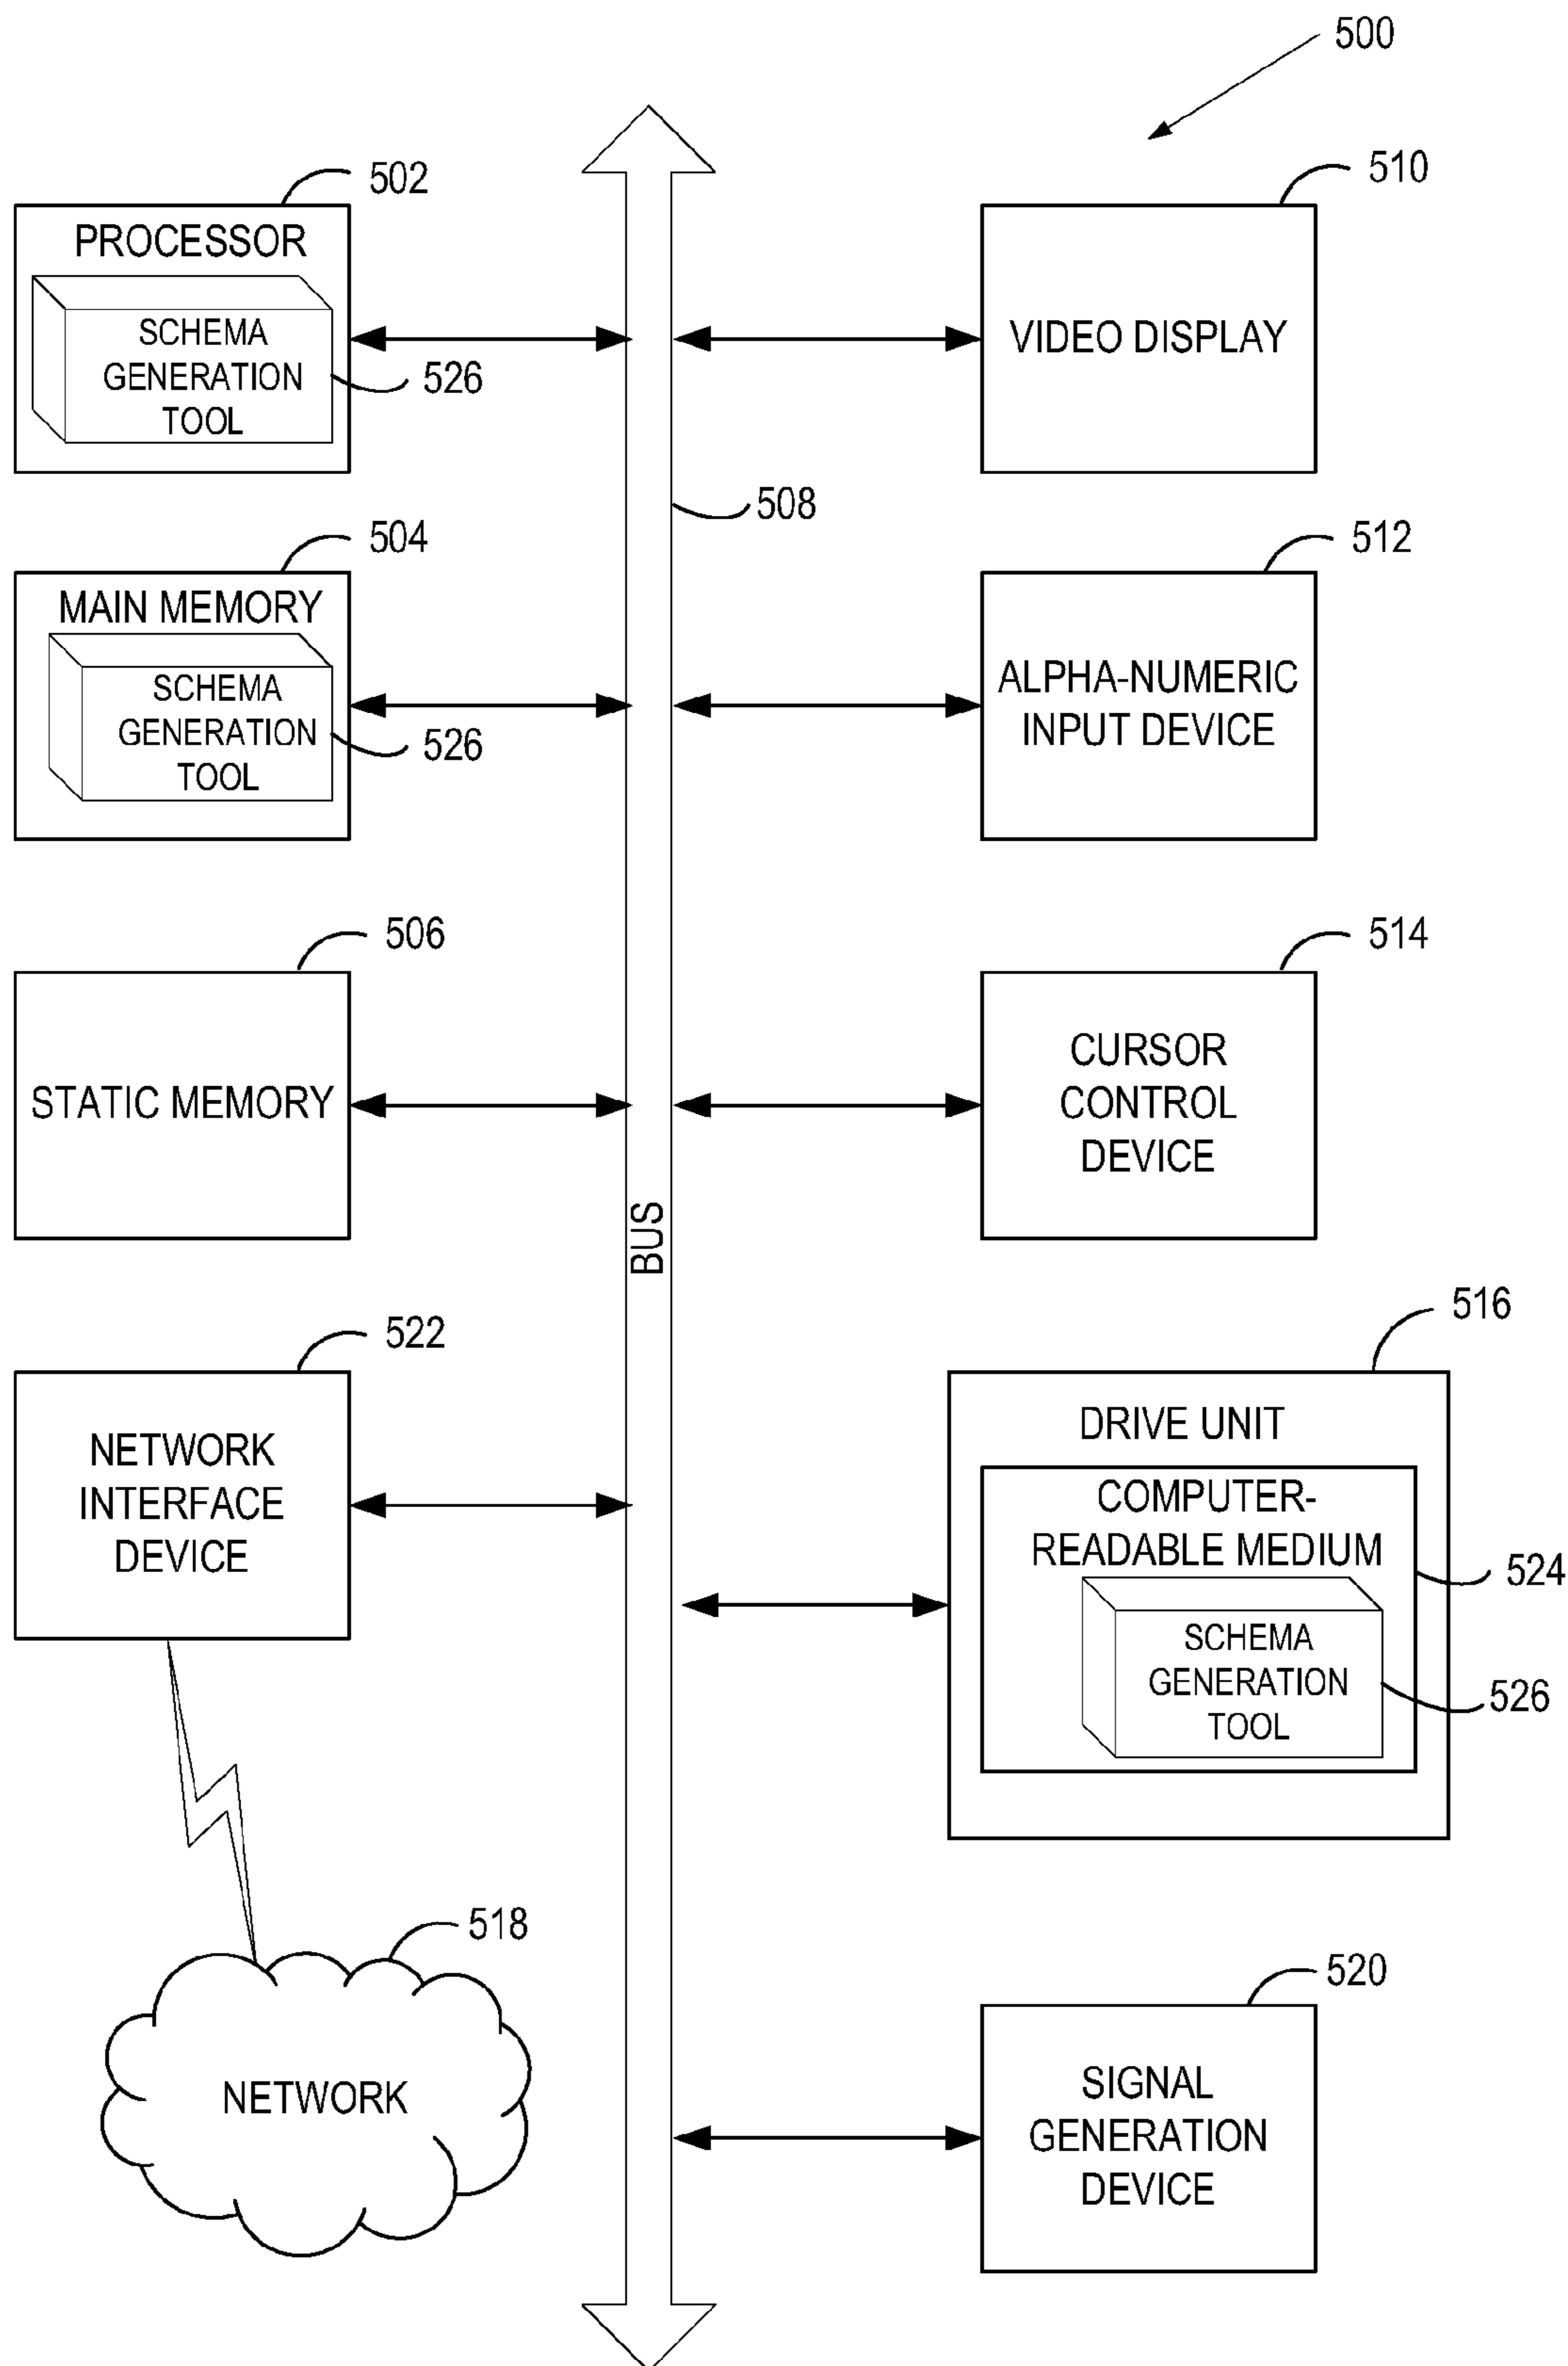 500
502
PROCESSOR
SCHEMA
GENERATION
TOOL
526
510
VIDEO DISPLAY
508
504
MAIN MEMORY
SCHEMA
GENERATION
TOOL
526
512
ALPHA-NUMERIC
INPUT DEVICE
506
STATIC MEMORY
514
CURSOR
CONTROL
DEVICE
BUS
522
NETWORK
INTERFACE
DEVICE
516
DRIVE UNIT
COMPUTER-
READABLE MEDIUM
524
SCHEMA
GENERATION
TOOL
526
518
NETWORK
520
SIGNAL
GENERATION
DEVICE